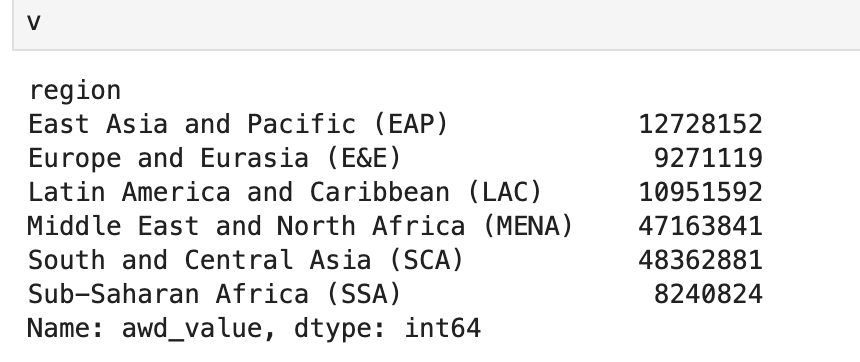 v
region
East Asia and Pacific (EAP) 12728152
Europe and Eurasia (E&E) 9271119
Latin America and Caribbean (LAC) 10951592
Middle East and North Africa (MENA) 47163841
South and Central Asia (SCA) 48362881
Sub-Saharan Africa (SSA) 8240824
Name: awd_value, dtype: int64